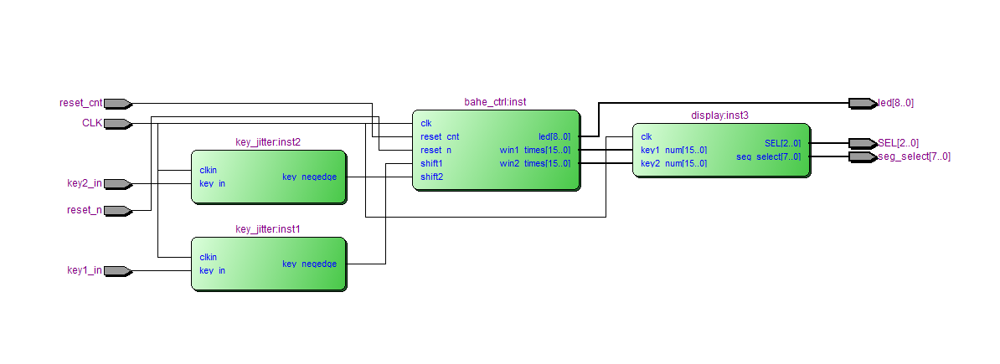 reset_cnt
CLK
key2_in
reset_n
key1_in
key_jitter:inst2
clkin
key_in
key_negedge
key_jitter:inst1
clkin
key_in
key_negedge
bahe_ctrl:inst
clk
reset_cnt
reset_n
shift1
shift2
led[8..0]
win1_times[15..0]
win2_times[15..0]
display:inst3
clk
key1_num[15..0]
key2_num[15..0]
SEL[2..0]
seg_select[7..0]
led[8..0]
SEL[2..0]
seg_select[7..0]